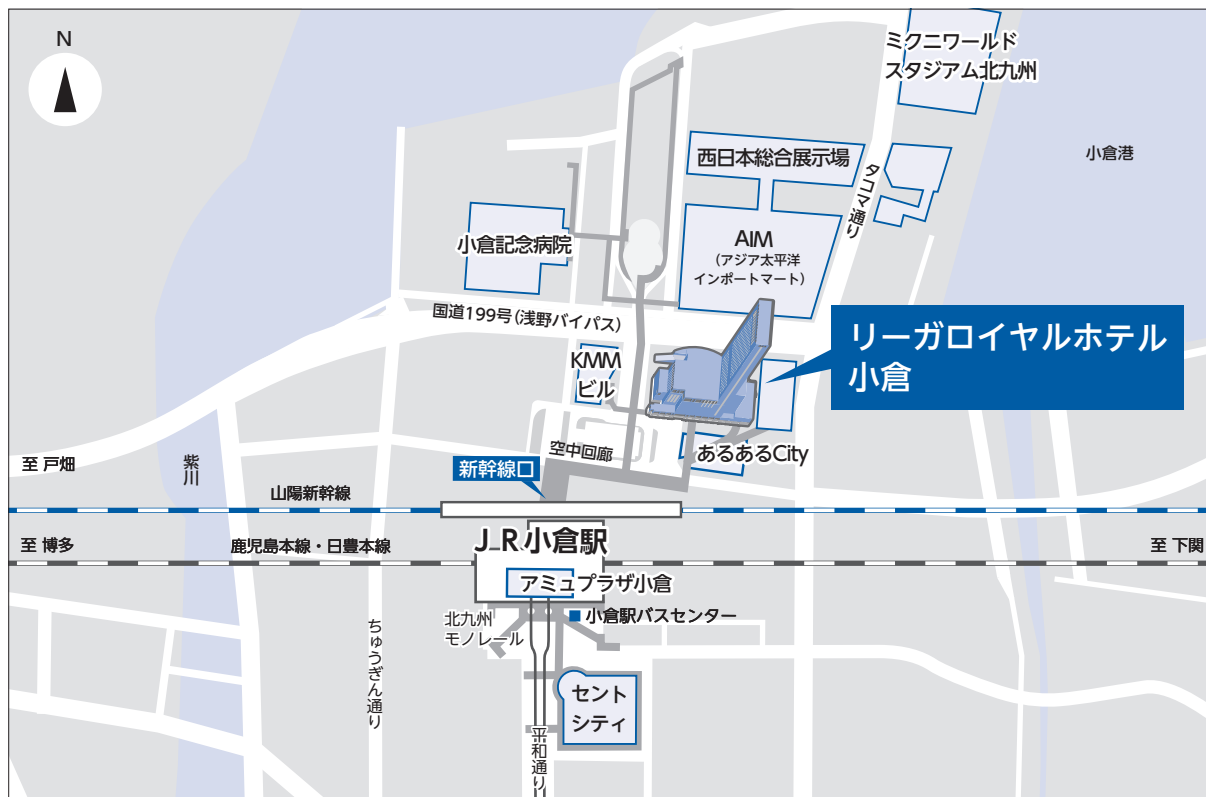 N
ミクニワールド
スタジアム北九州
小倉港
西日本総合展示場
タコマ通り
小倉記念病院
AIM
(アジア太平洋
インポートマート)
国道199号(浅野バイパス)
リーガロイヤルホテル
小倉
KMM
ビル
空中回廊
あるあるCity
至 戸畑
紫川
新幹線口
山陽新幹線
JR小倉駅
至 博多
鹿児島本線・日豊本線
至 下関
アミュプラザ小倉
北九州
モノレール
小倉駅バスセンター
ちゅうぎん通り
セント
シティ
平和通り